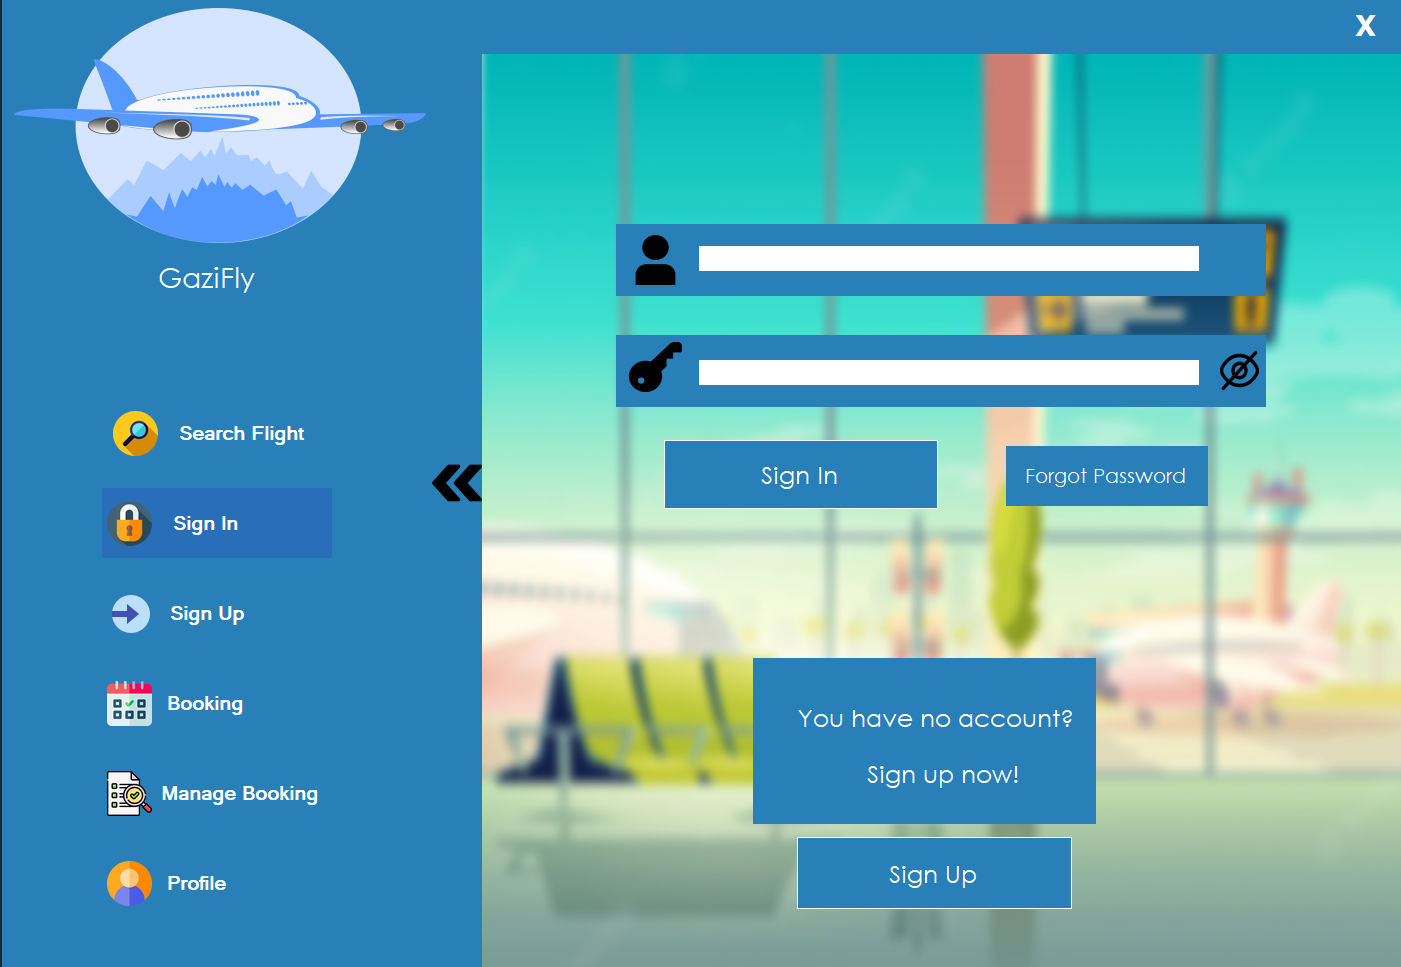 X
GaziFly
Search Flight
Sign In
Sign Up
Booking
Manage Booking
Profile
Sign In
Forgot Password
You have no account?
Sign up now!
Sign Up